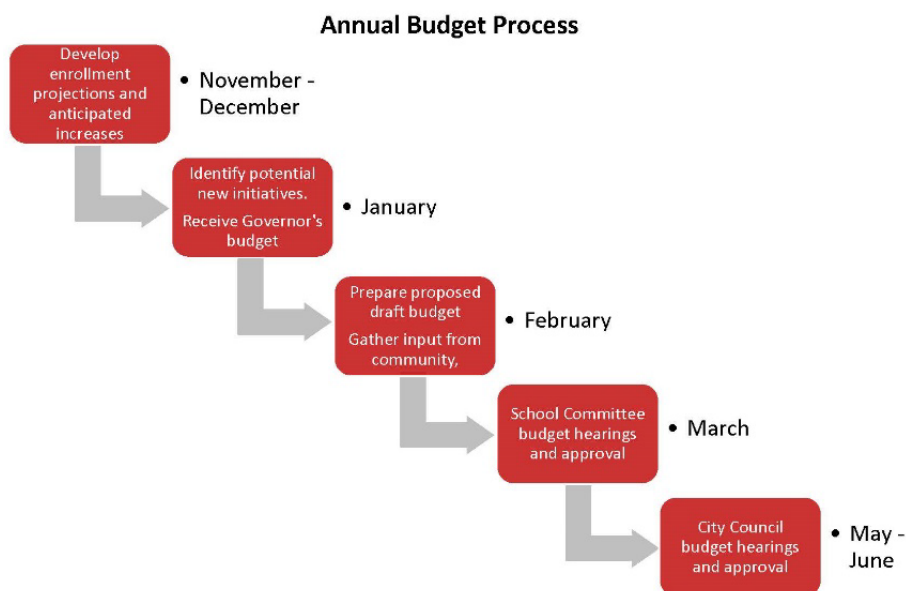 Annual Budget Process
Develop
enrollment
projections and
anticipated
increases
• November -
December
Identify potential
new initiatives.
Receive Governor's
budget
• January
Prepare proposed
draft budget
Gather input from
community,
• February
School Committee
budget hearings
and approval
• March
City Council
budget hearings
and approval
• May -
June